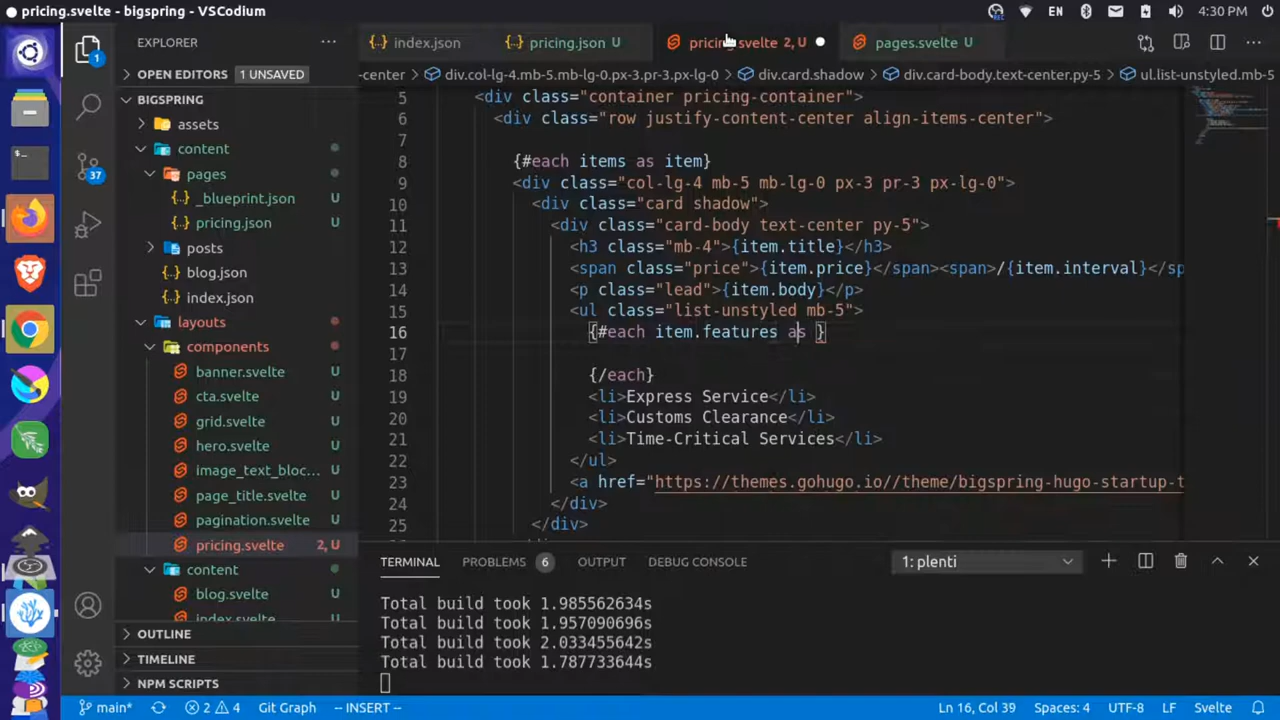 pricing.svelte - bigspring - VSCodium
EN
4:30 PM
EXPLORER
index.json
pricing.json U
pricing.svelte 2, U
pages.svelte U
OPEN EDITORS 1 UNSAVED
-center
div.col-lg-4.mb-5.mb-lg-0.px-3.pr-3.px-lg-0
div.card.shadow
div.card-body.text-center.py-5
ul.list-unstyled.mb-5
BIGSPRING
assets
content
pages
_blueprint.json U
pricing.json U
posts
blog.json
index.json
layouts
components
banner.svelte U
cta.svelte U
grid.svelte U
hero.svelte U
image_text_bloc... U
page_title.svelte U
pagination.svelte U
pricing.svelte 2, U
content
blog.svelte U
index.svelte U
OUTLINE
TIMELINE
NPM SCRIPTS
1
37
5 <div class="container pricing-container">
6 <div class="row justify-content-center align-items-center">
7
8 {#each items as item}
9 <div class="col-lg-4 mb-5 mb-lg-0 px-3 pr-3 px-lg-0">
10 <div class="card shadow">
11 <div class="card-body text-center py-5">
12 <h3 class="mb-4">{item.title}</h3>
13 <span class="price">{item.price}</span><span>/{item.interval}</sp
14 <p class="lead">{item.body}</p>
15 <ul class="list-unstyled mb-5">
16 {#each item.features as }
17
18 {/each}
19 <li>Express Service</li>
20 <li>Customs Clearance</li>
21 <li>Time-Critical Services</li>
22 </ul>
23 <a href="https://themes.gohugo.io//theme/bigspring-hugo-startup-t
24 </div>
25 </div>
TERMINAL
PROBLEMS 6
OUTPUT
DEBUG CONSOLE
1: plenti
Total build took 1.985562634s
Total build took 1.957090696s
Total build took 2.033455642s
Total build took 1.787733644s
main*
2 4
Git Graph
-- INSERT --
Ln 16, Col 39
Spaces: 4
UTF-8
LF
Svelte